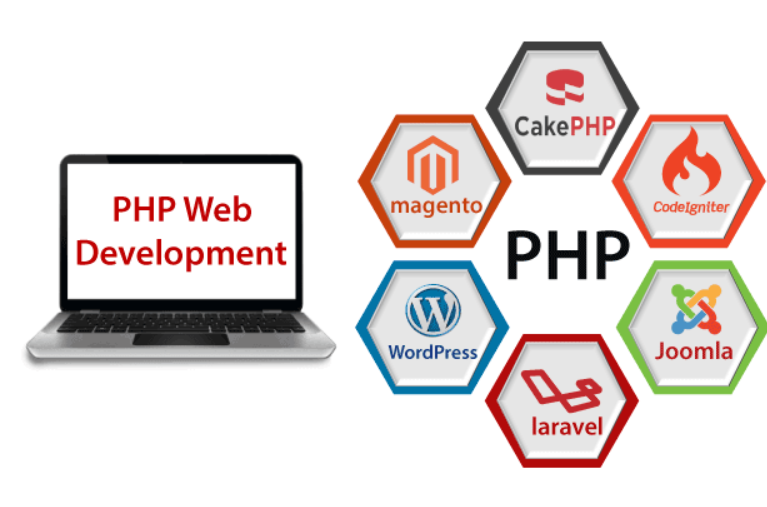 PHP Web
Development
CakePHP
magento
CodeIgniter
PHP
WordPress
Joomla
laravel